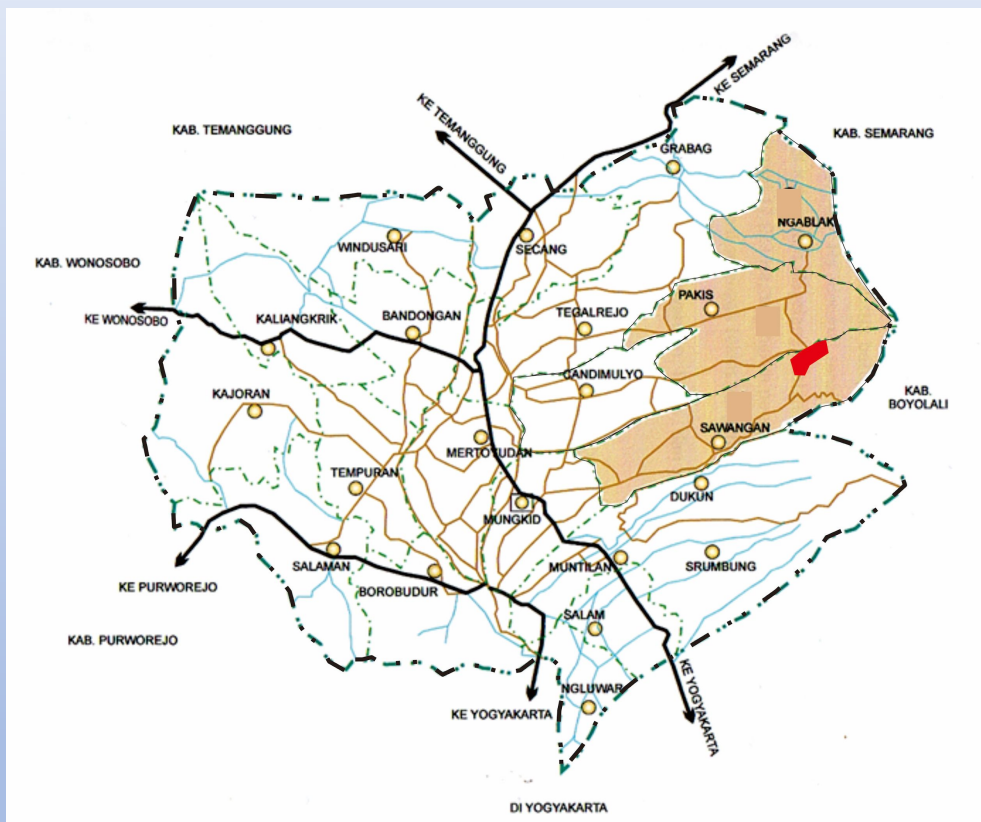 KE SEMARANG
KE TEMANGGUNG
KAB. TEMANGGUNG
KAB. SEMARANG
GRABAG
NGABLAK
WINDUSARI
SECANG
KAB. WONOSOBO
PAKIS
KE WONOSOBO
KALIANGKRIK
BANDONGAN
TEGALREJO
CANDIMULYO
KAJORAN
KAB.
BOYOLALI
SAWANGAN
MERTOYUDAN
TEMPURAN
DUKUN
MUNGKID
SALAMAN
MUNTILAN
SRUMBUNG
KE PURWOREJO
BOROBUDUR
SALAM
KAB. PURWOREJO
NGLUWAR
KE YOGYAKARTA
KE YOGYAKARTA
DI YOGYAKARTA